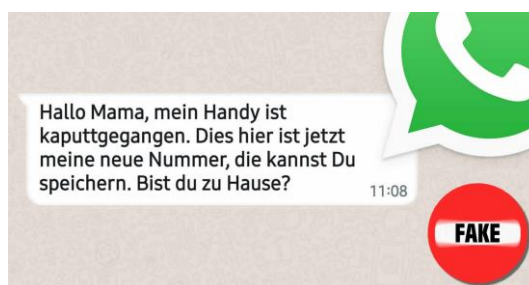 Hallo Mama, mein Handy ist
kaputtgegangen. Dies hier ist jetzt
meine neue Nummer, die kannst Du
speichern. Bist du zu Hause?
11:08
FAKE